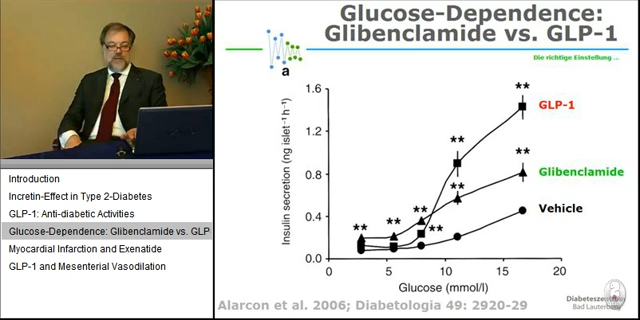 Glucose-Dependence:
Glibenclamide vs. GLP-1
Die richtige Einstellung ...
a
1.6
1.2
0.8
0.4
0.0
Insulin secretion (ng islet⁻¹ h⁻¹)
** ** ** ** ** ** ** **
GLP-1
Glibenclamide
Vehicle
0 5 10 15 20
Glucose (mmol/l)
Alarcon et al. 2006; Diabetologia 49: 2920-29
Bad Lauterberg
Introduction
Incretin-Effect in Type 2-Diabetes
GLP-1: Anti-diabetic Activities
Glucose-Dependence: Glibenclamide vs. GLP
Myocardial Infarction and Exenatide
GLP-1 and Mesenterial Vasodilation